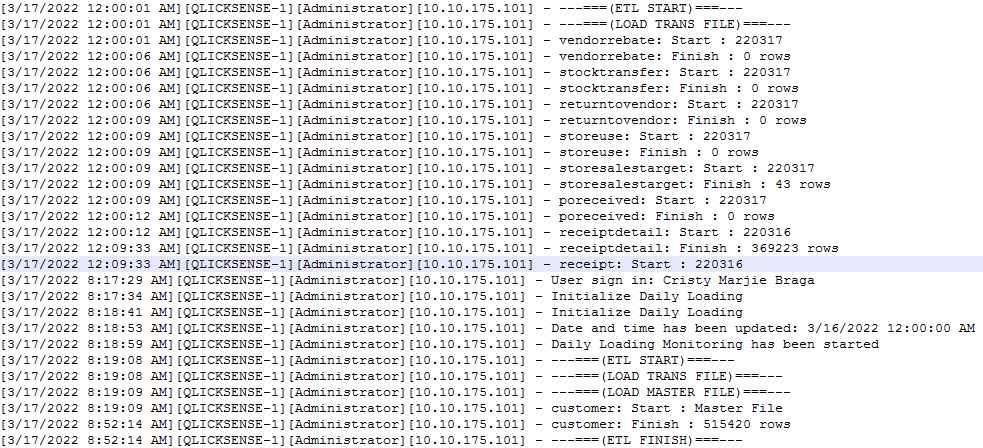 [3/17/2022 12:00:01 AM][QLICKSENSE-1][Administrator][10.10.175.101] - ---===(ETL START)===---
[3/17/2022 12:00:01 AM][QLICKSENSE-1][Administrator][10.10.175.101] - ---===(LOAD TRANS FILE)===---
[3/17/2022 12:00:01 AM][QLICKSENSE-1][Administrator][10.10.175.101] - vendorrebate: Start : 220317
[3/17/2022 12:00:06 AM][QLICKSENSE-1][Administrator][10.10.175.101] - vendorrebate: Finish : 0 rows
[3/17/2022 12:00:06 AM][QLICKSENSE-1][Administrator][10.10.175.101] - stocktransfer: Start : 220317
[3/17/2022 12:00:06 AM][QLICKSENSE-1][Administrator][10.10.175.101] - stocktransfer: Finish : 0 rows
[3/17/2022 12:00:06 AM][QLICKSENSE-1][Administrator][10.10.175.101] - returntovendor: Start : 220317
[3/17/2022 12:00:09 AM][QLICKSENSE-1][Administrator][10.10.175.101] - returntovendor: Finish : 0 rows
[3/17/2022 12:00:09 AM][QLICKSENSE-1][Administrator][10.10.175.101] - storeuse: Start : 220317
[3/17/2022 12:00:09 AM][QLICKSENSE-1][Administrator][10.10.175.101] - storeuse: Finish : 0 rows
[3/17/2022 12:00:09 AM][QLICKSENSE-1][Administrator][10.10.175.101] - storesalestarget: Start : 220317
[3/17/2022 12:00:09 AM][QLICKSENSE-1][Administrator][10.10.175.101] - storesalestarget: Finish : 43 rows
[3/17/2022 12:00:09 AM][QLICKSENSE-1][Administrator][10.10.175.101] - poreceived: Start : 220317
[3/17/2022 12:00:12 AM][QLICKSENSE-1][Administrator][10.10.175.101] - poreceived: Finish : 0 rows
[3/17/2022 12:00:12 AM][QLICKSENSE-1][Administrator][10.10.175.101] - receiptdetail: Start : 220316
[3/17/2022 12:09:33 AM][QLICKSENSE-1][Administrator][10.10.175.101] - receiptdetail: Finish : 369223 rows
[3/17/2022 12:09:33 AM][QLICKSENSE-1][Administrator][10.10.175.101] - receipt: Start : 220316
[3/17/2022 8:17:29 AM][QLICKSENSE-1][Administrator][10.10.175.101] - User sign in: Cristy Marjie Braga
[3/17/2022 8:17:34 AM][QLICKSENSE-1][Administrator][10.10.175.101] - Initialize Daily Loading
[3/17/2022 8:18:41 AM][QLICKSENSE-1][Administrator][10.10.175.101] - Initialize Daily Loading
[3/17/2022 8:18:53 AM][QLICKSENSE-1][Administrator][10.10.175.101] - Date and time has been updated: 3/16/2022 12:00:00 AM
[3/17/2022 8:18:59 AM][QLICKSENSE-1][Administrator][10.10.175.101] - Daily Loading Monitoring has been started
[3/17/2022 8:19:08 AM][QLICKSENSE-1][Administrator][10.10.175.101] - ---===(ETL START)===---
[3/17/2022 8:19:08 AM][QLICKSENSE-1][Administrator][10.10.175.101] - ---===(LOAD TRANS FILE)===---
[3/17/2022 8:19:09 AM][QLICKSENSE-1][Administrator][10.10.175.101] - ---===(LOAD MASTER FILE)===---
[3/17/2022 8:19:09 AM][QLICKSENSE-1][Administrator][10.10.175.101] - customer: Start : Master File
[3/17/2022 8:52:14 AM][QLICKSENSE-1][Administrator][10.10.175.101] - customer: Finish : 515420 rows
[3/17/2022 8:52:14 AM][QLICKSENSE-1][Administrator][10.10.175.101] - ---===(ETL FINISH)===---